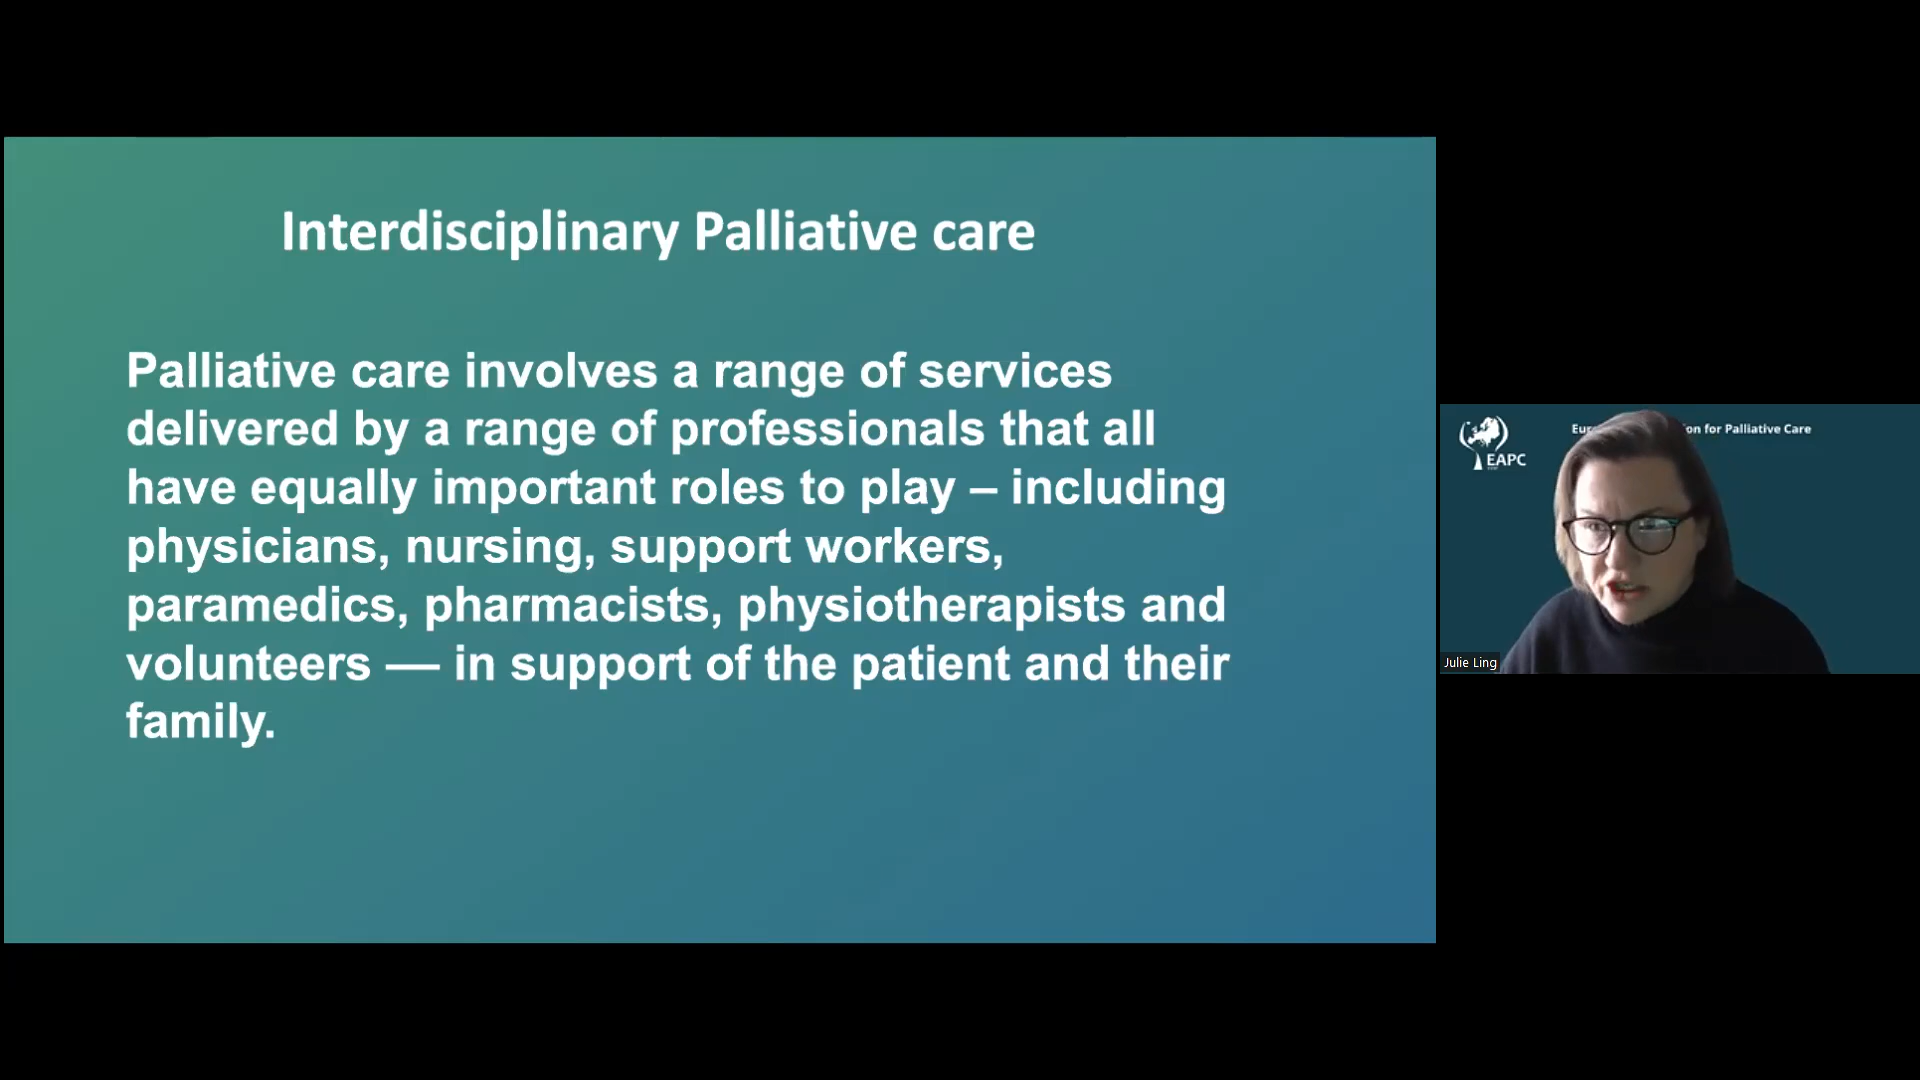 Interdisciplinary Palliative care
Palliative care involves a range of services
delivered by a range of professionals that all
have equally important roles to play – including
physicians, nursing, support workers,
paramedics, pharmacists, physiotherapists and
volunteers — in support of the patient and their
family.
for Palliative Care
EAPC
Julie Ling